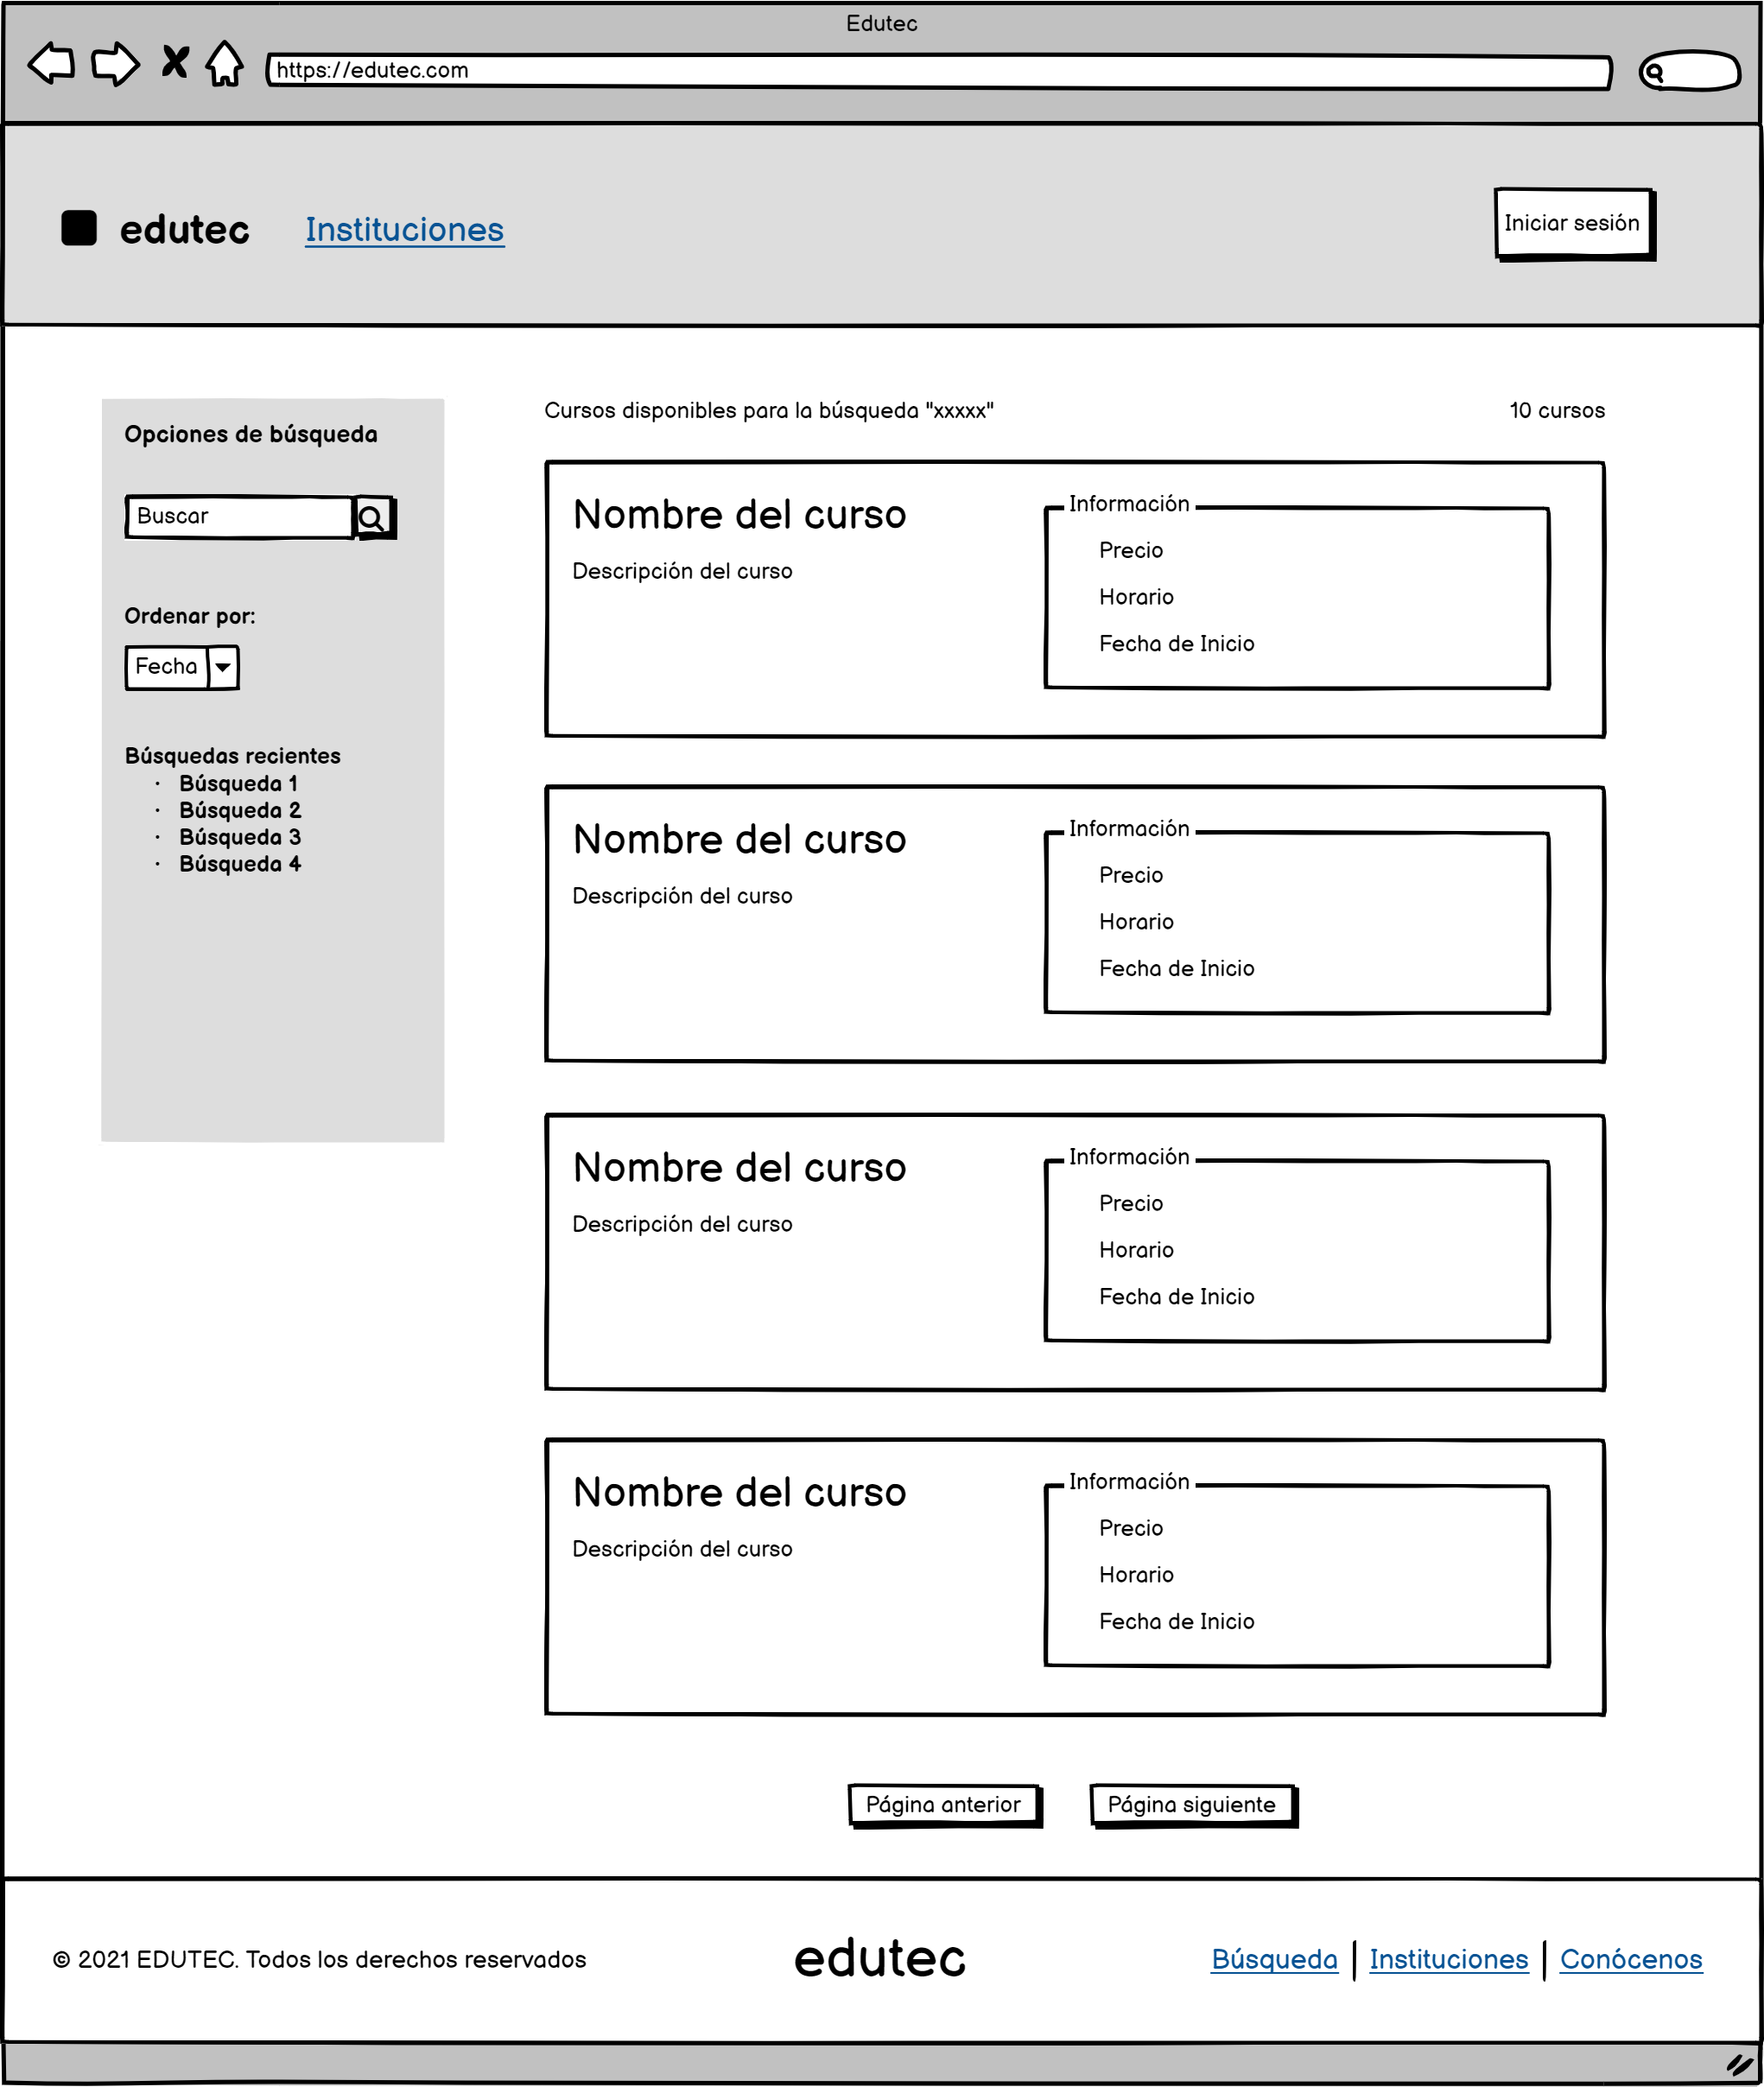 Edutec
https://edutec.com
edutec
Instituciones
Iniciar sesión
Opciones de búsqueda
Buscar
Ordenar por:
Fecha
Búsquedas recientes
· Búsqueda 1
· Búsqueda 2
· Búsqueda 3
· Búsqueda 4
Cursos disponibles para la búsqueda "xxxxx"
10 cursos
Nombre del curso
Descripción del curso
Información
Precio
Horario
Fecha de Inicio
Nombre del curso
Descripción del curso
Información
Precio
Horario
Fecha de Inicio
Nombre del curso
Descripción del curso
Información
Precio
Horario
Fecha de Inicio
Nombre del curso
Descripción del curso
Información
Precio
Horario
Fecha de Inicio
Página anterior
Página siguiente
© 2021 EDUTEC. Todos los derechos reservados
edutec
Búsqueda
Instituciones
Conócenos